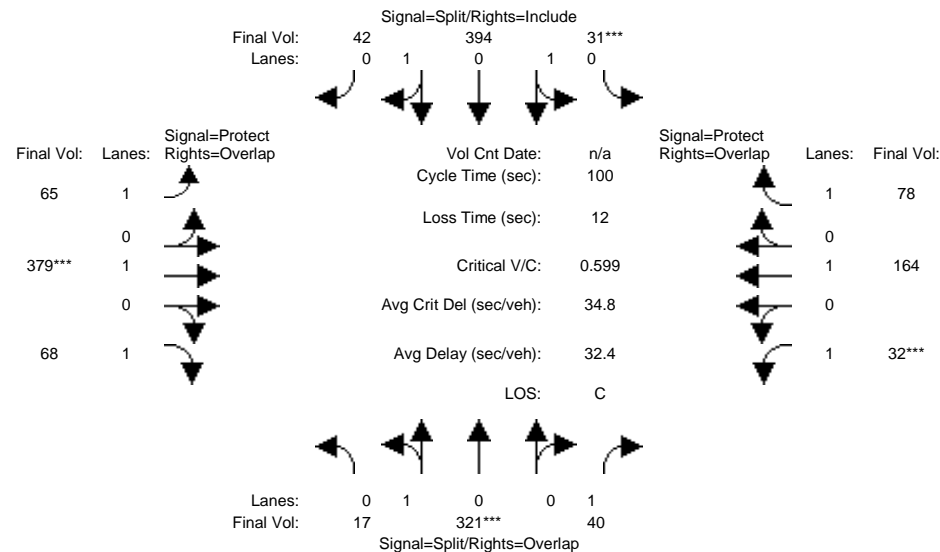 Signal=Split/Rights=Include
Final Vol: 42 394 31***
Lanes: 0 1 0 1 0
Signal=Protect Signal=Protect
Final Vol: Lanes: Rights=Overlap Vol Cnt Date: n/a Rights=Overlap Lanes: Final Vol:
Cycle Time (sec): 100
65 1 1 78
Loss Time (sec): 12
0 0
379*** 1 Critical V/C: 0.599 1 164
0 Avg Crit Del (sec/veh): 34.8 0
68 1 Avg Delay (sec/veh): 32.4 1 32***
LOS: C
Lanes: 0 1 0 0 1
Final Vol: 17 321*** 40
Signal=Split/Rights=Overlap